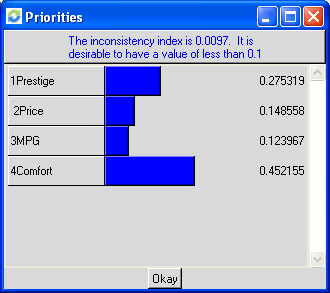 Priorities
The inconsistency index is 0.0097. It is
desirable to have a value of less than 0.1
1Prestige 0.275319
2Price 0.148558
3MPG 0.123967
4Comfort 0.452155
Okay